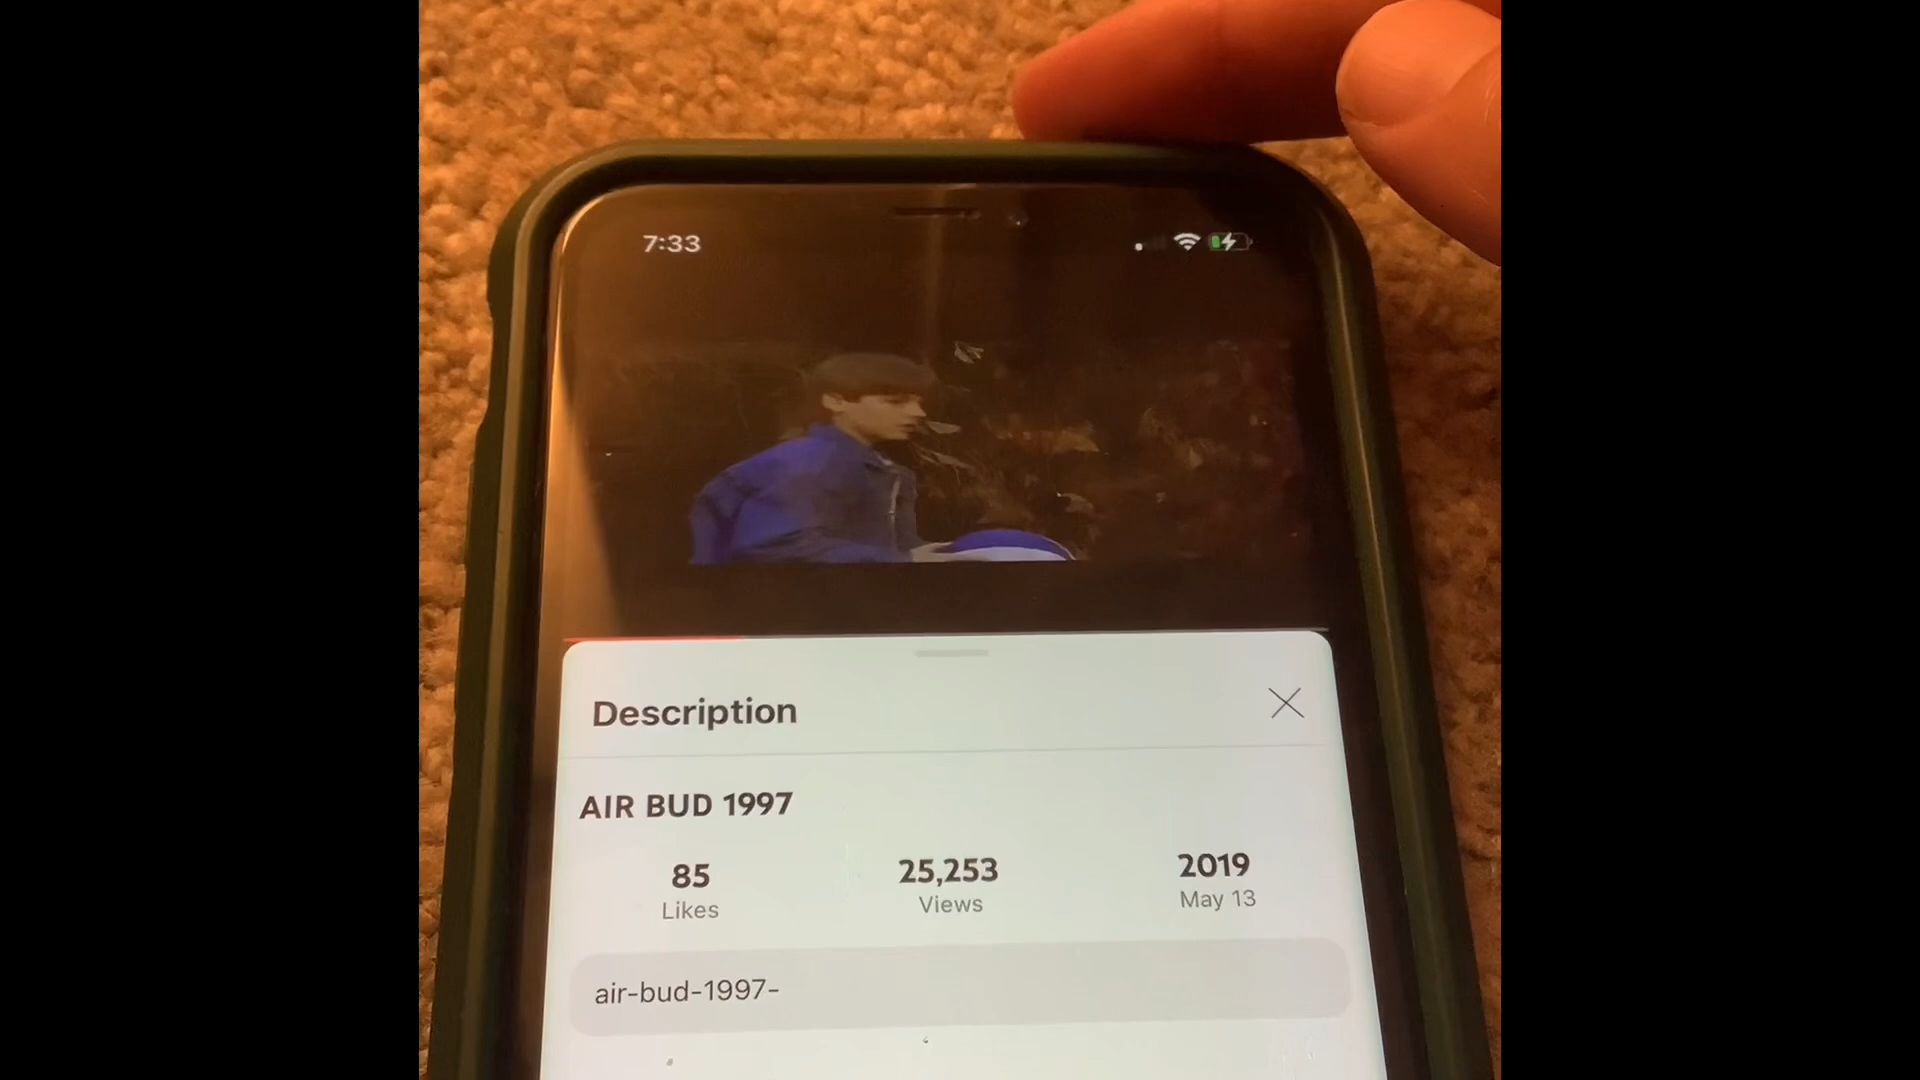 7:33
Description
AIR BUD 1997
85
Likes
25,253
Views
2019
May 13
air-bud-1997-